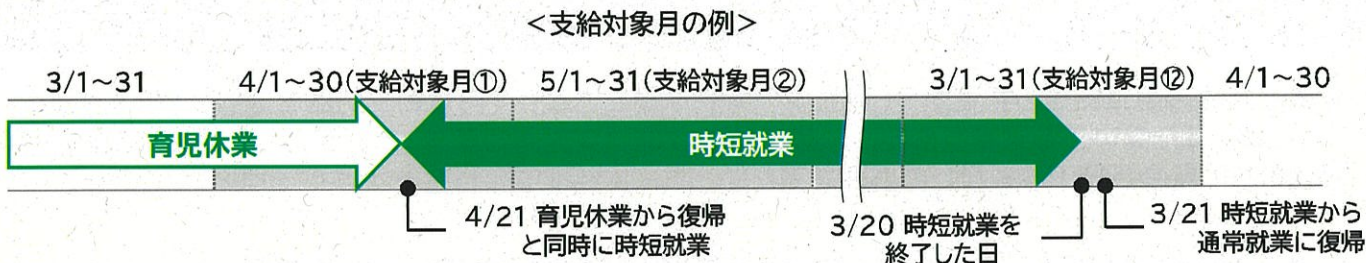 ＜支給対象月の例＞
3/1～31
4/1～30(支給対象月①)
5/1～31(支給対象月②)
3/1～31(支給対象月⑫)
4/1～30
育児休業
時短就業
4/21 育児休業から復帰
と同時に時短就業
3/20 時短就業を
終了した日
3/21 時短就業から
通常就業に復帰